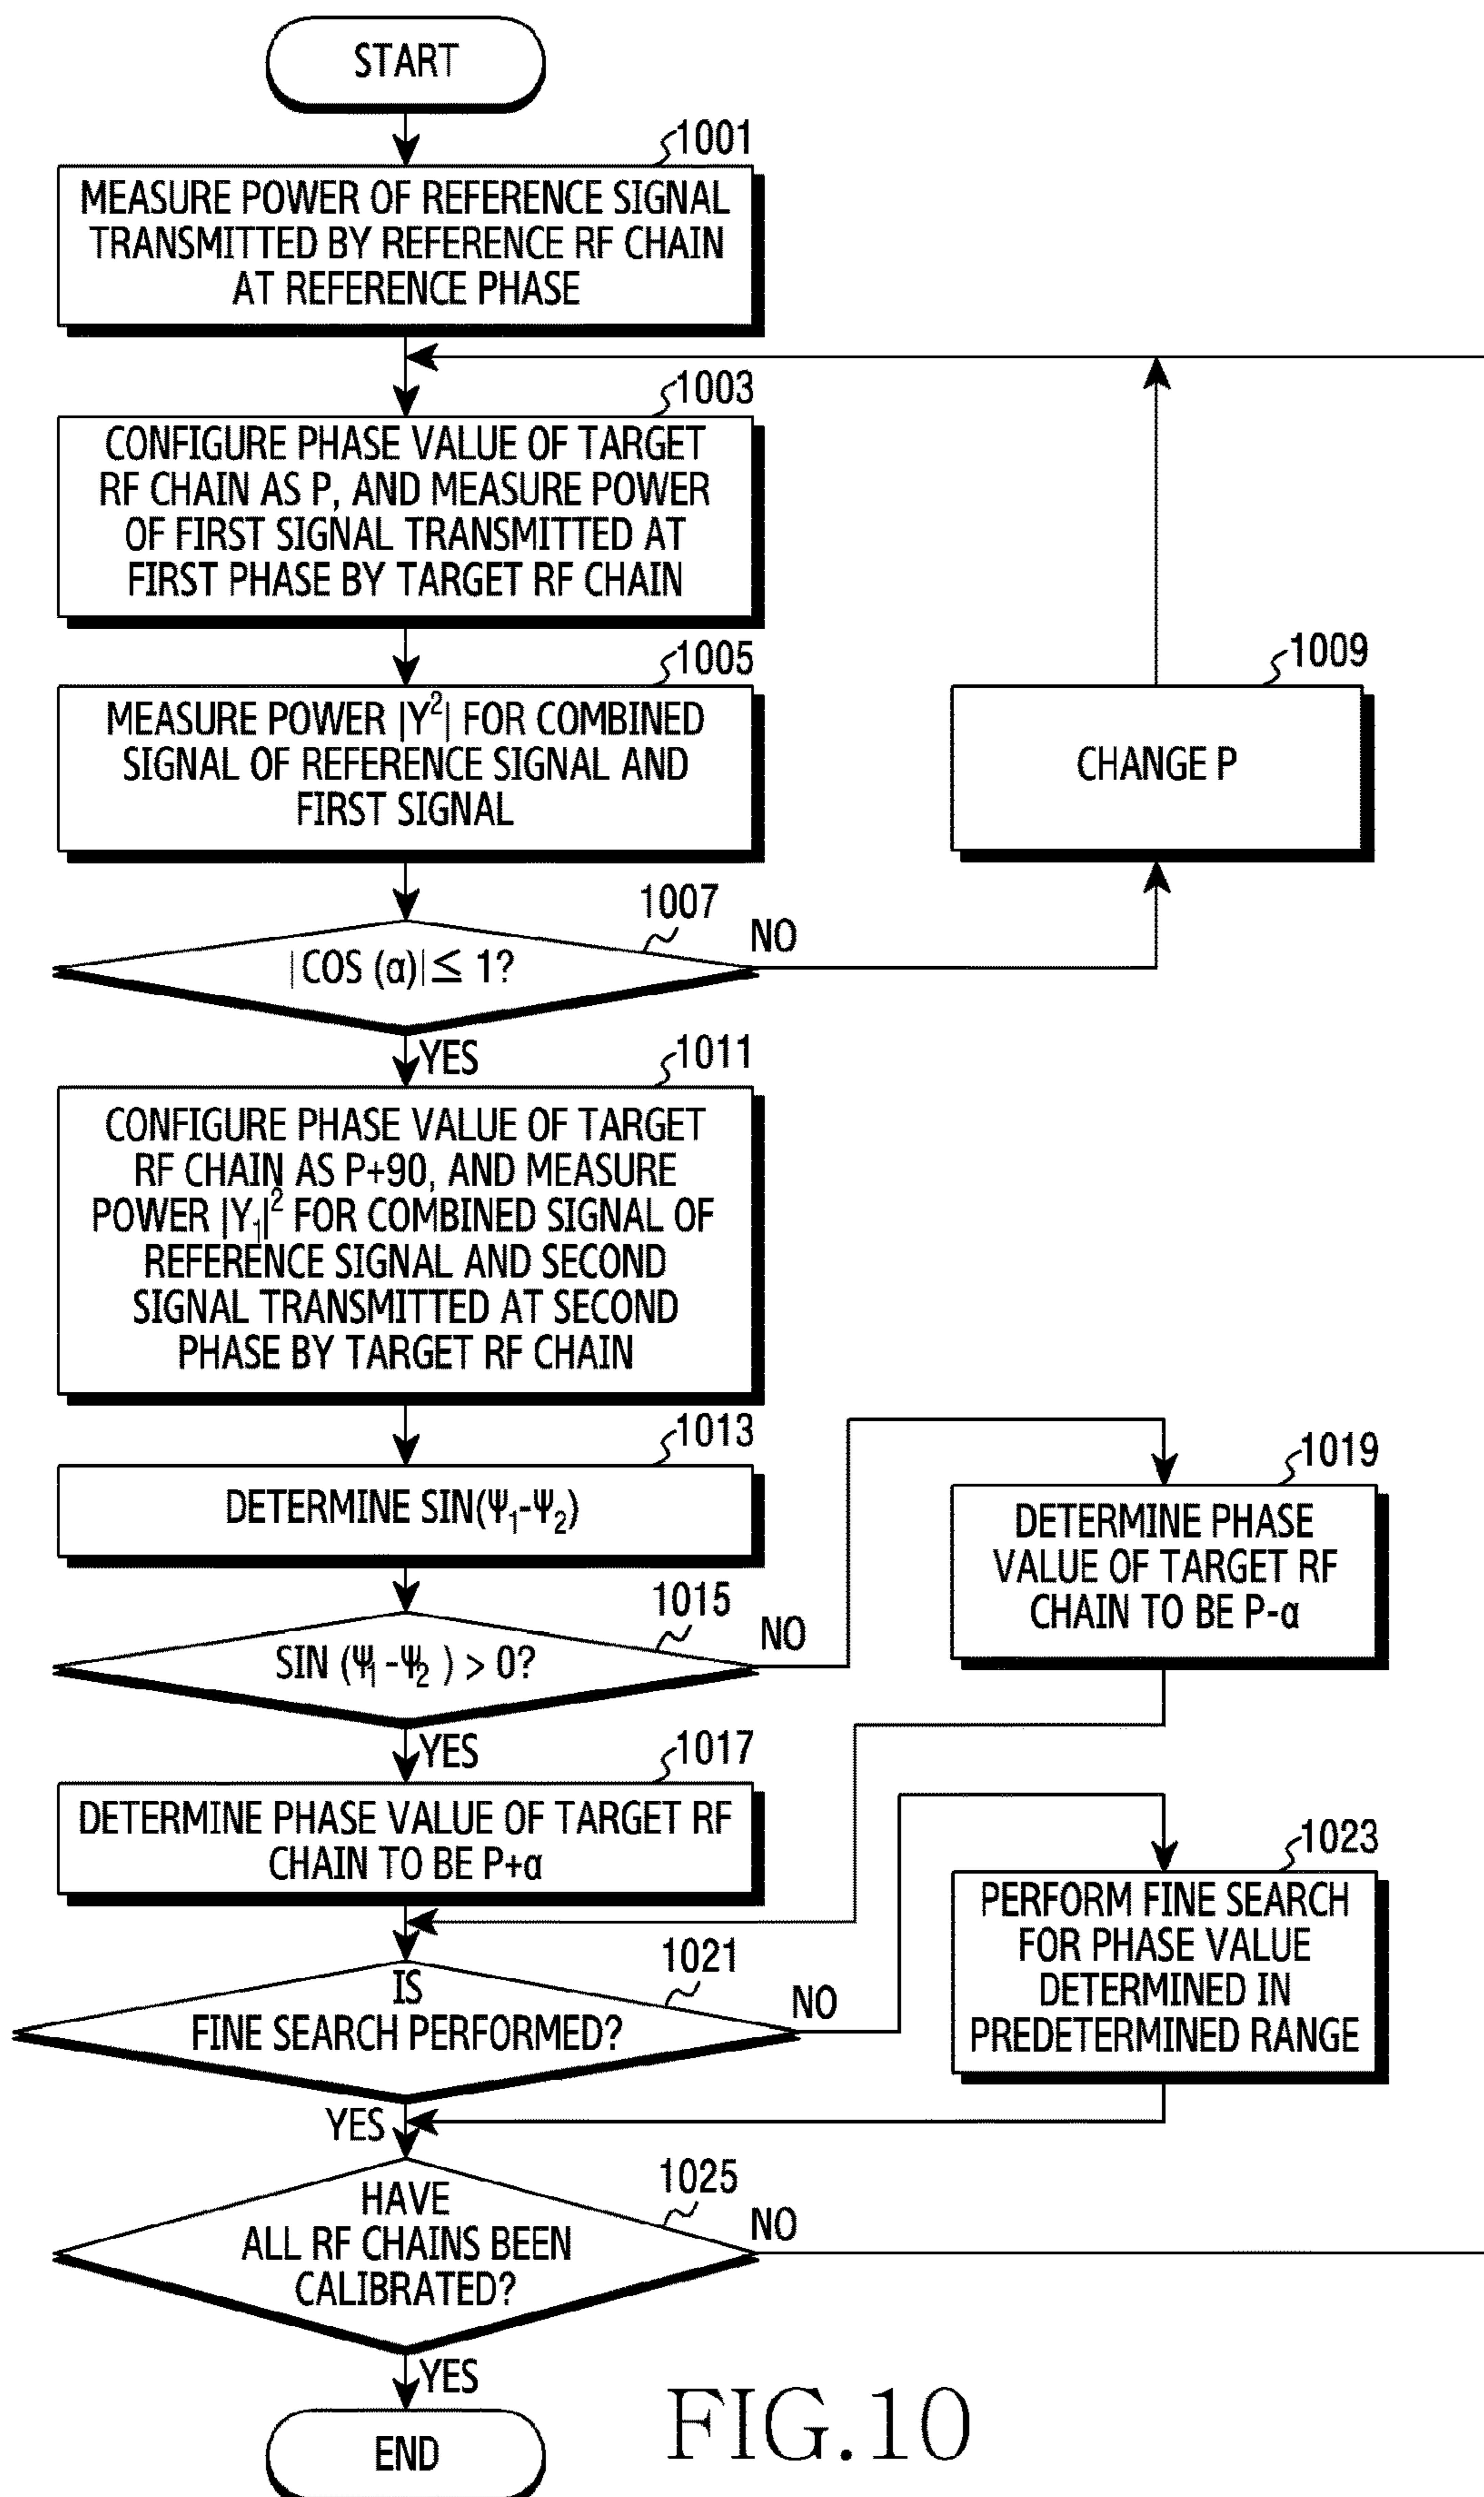 START
1001
MEASURE POWER OF REFERENCE SIGNAL
TRANSMITTED BY REFERENCE RF CHAIN
AT REFERENCE PHASE
1003
CONFIGURE PHASE VALUE OF TARGET
RF CHAIN AS P, AND MEASURE POWER
OF FIRST SIGNAL TRANSMITTED AT
FIRST PHASE BY TARGET RF CHAIN
1005
MEASURE POWER |Y²| FOR COMBINED
SIGNAL OF REFERENCE SIGNAL AND
FIRST SIGNAL
1009
CHANGE P
1007
|COS (α)| ≤ 1?
NO
YES
1011
CONFIGURE PHASE VALUE OF TARGET
RF CHAIN AS P+90, AND MEASURE
POWER |Y₁|² FOR COMBINED SIGNAL OF
REFERENCE SIGNAL AND SECOND
SIGNAL TRANSMITTED AT SECOND
PHASE BY TARGET RF CHAIN
1013
DETERMINE SIN(Ψ₁-Ψ₂)
1015
SIN (Ψ₁-Ψ₂) > 0?
NO
YES
1019
DETERMINE PHASE
VALUE OF TARGET RF
CHAIN TO BE P-α
1017
DETERMINE PHASE VALUE OF TARGET RF
CHAIN TO BE P+α
1021
IS
FINE SEARCH PERFORMED?
NO
YES
1023
PERFORM FINE SEARCH
FOR PHASE VALUE
DETERMINED IN
PREDETERMINED RANGE
1025
HAVE
ALL RF CHAINS BEEN
CALIBRATED?
NO
YES
END
FIG.10